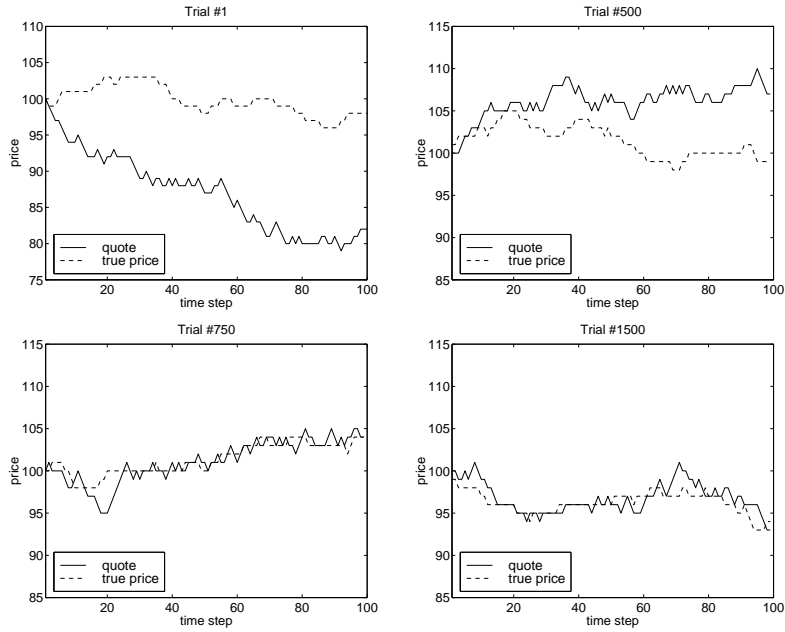 Trial #1
110
105
100
95
90
85
80
75
price
quote
true price
20
40
60
80
100
time step
Trial #500
115
110
105
100
95
90
85
price
quote
true price
20
40
60
80
100
time step
Trial #750
115
110
105
100
95
90
85
price
quote
true price
20
40
60
80
100
time step
Trial #1500
115
110
105
100
95
90
85
price
quote
true price
20
40
60
80
100
time step